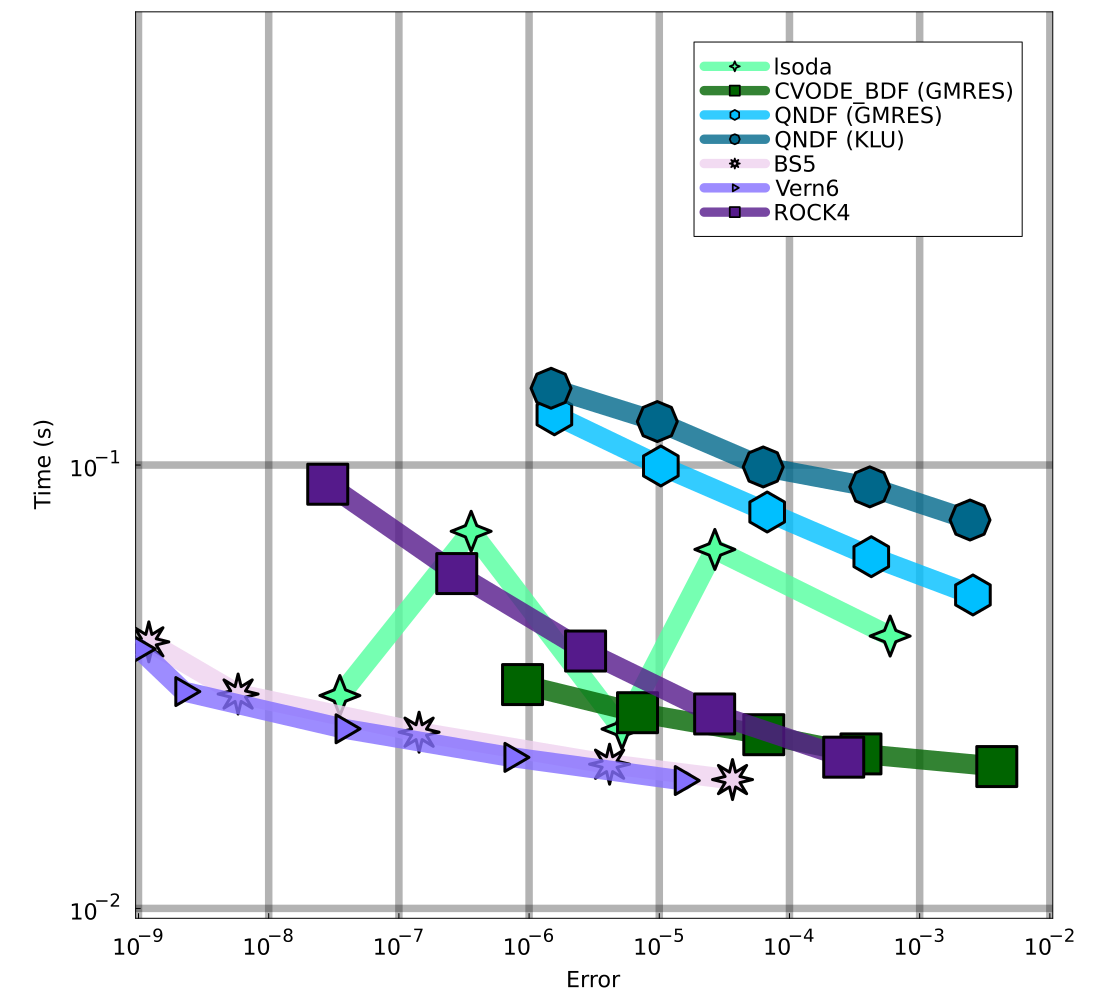 lsoda
CVODE_BDF (GMRES)
QNDF (GMRES)
QNDF (KLU)
BS5
Vern6
ROCK4
Time (s)
10⁻¹
10⁻²
10⁻⁹ 10⁻⁸ 10⁻⁷ 10⁻⁶ 10⁻⁵ 10⁻⁴ 10⁻³ 10⁻²
Error